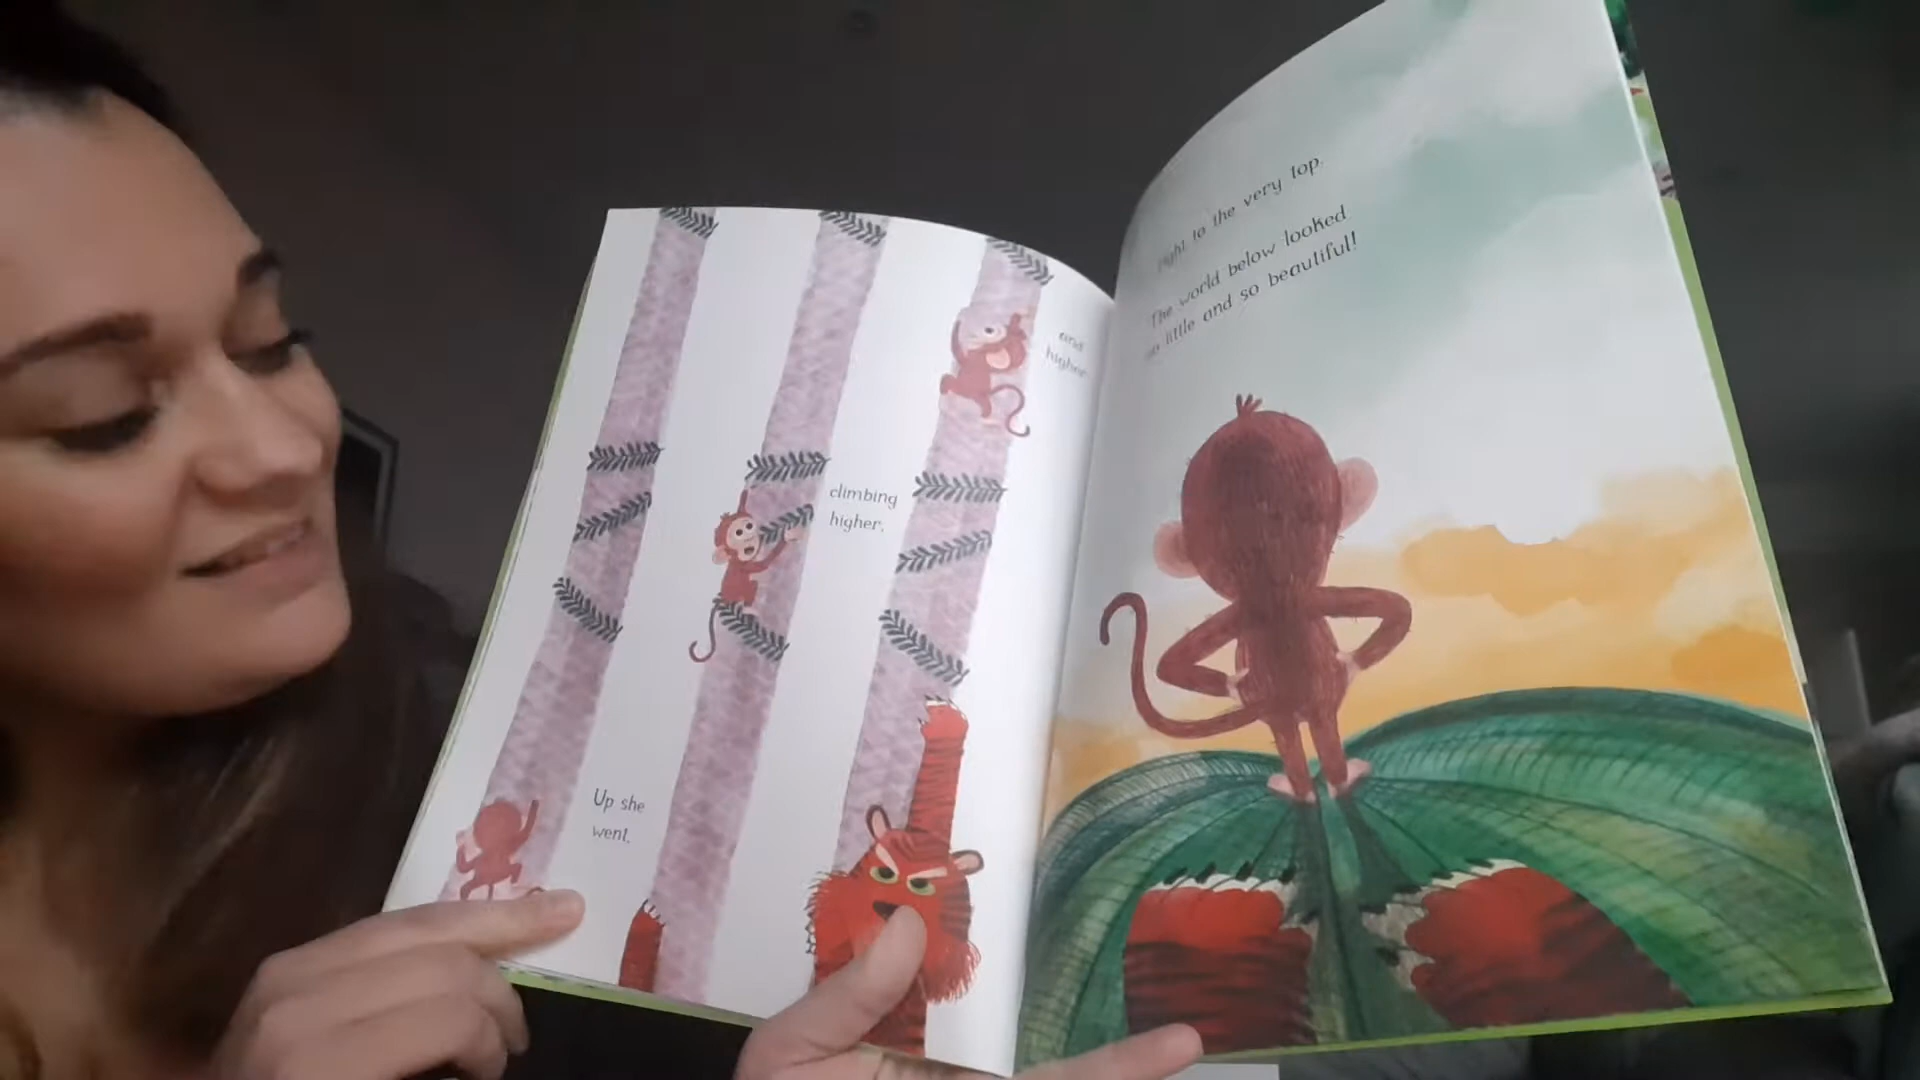 Up she
went,
climbing
higher,
and
higher
right to the very top.
The world below looked
so little and so beautiful!